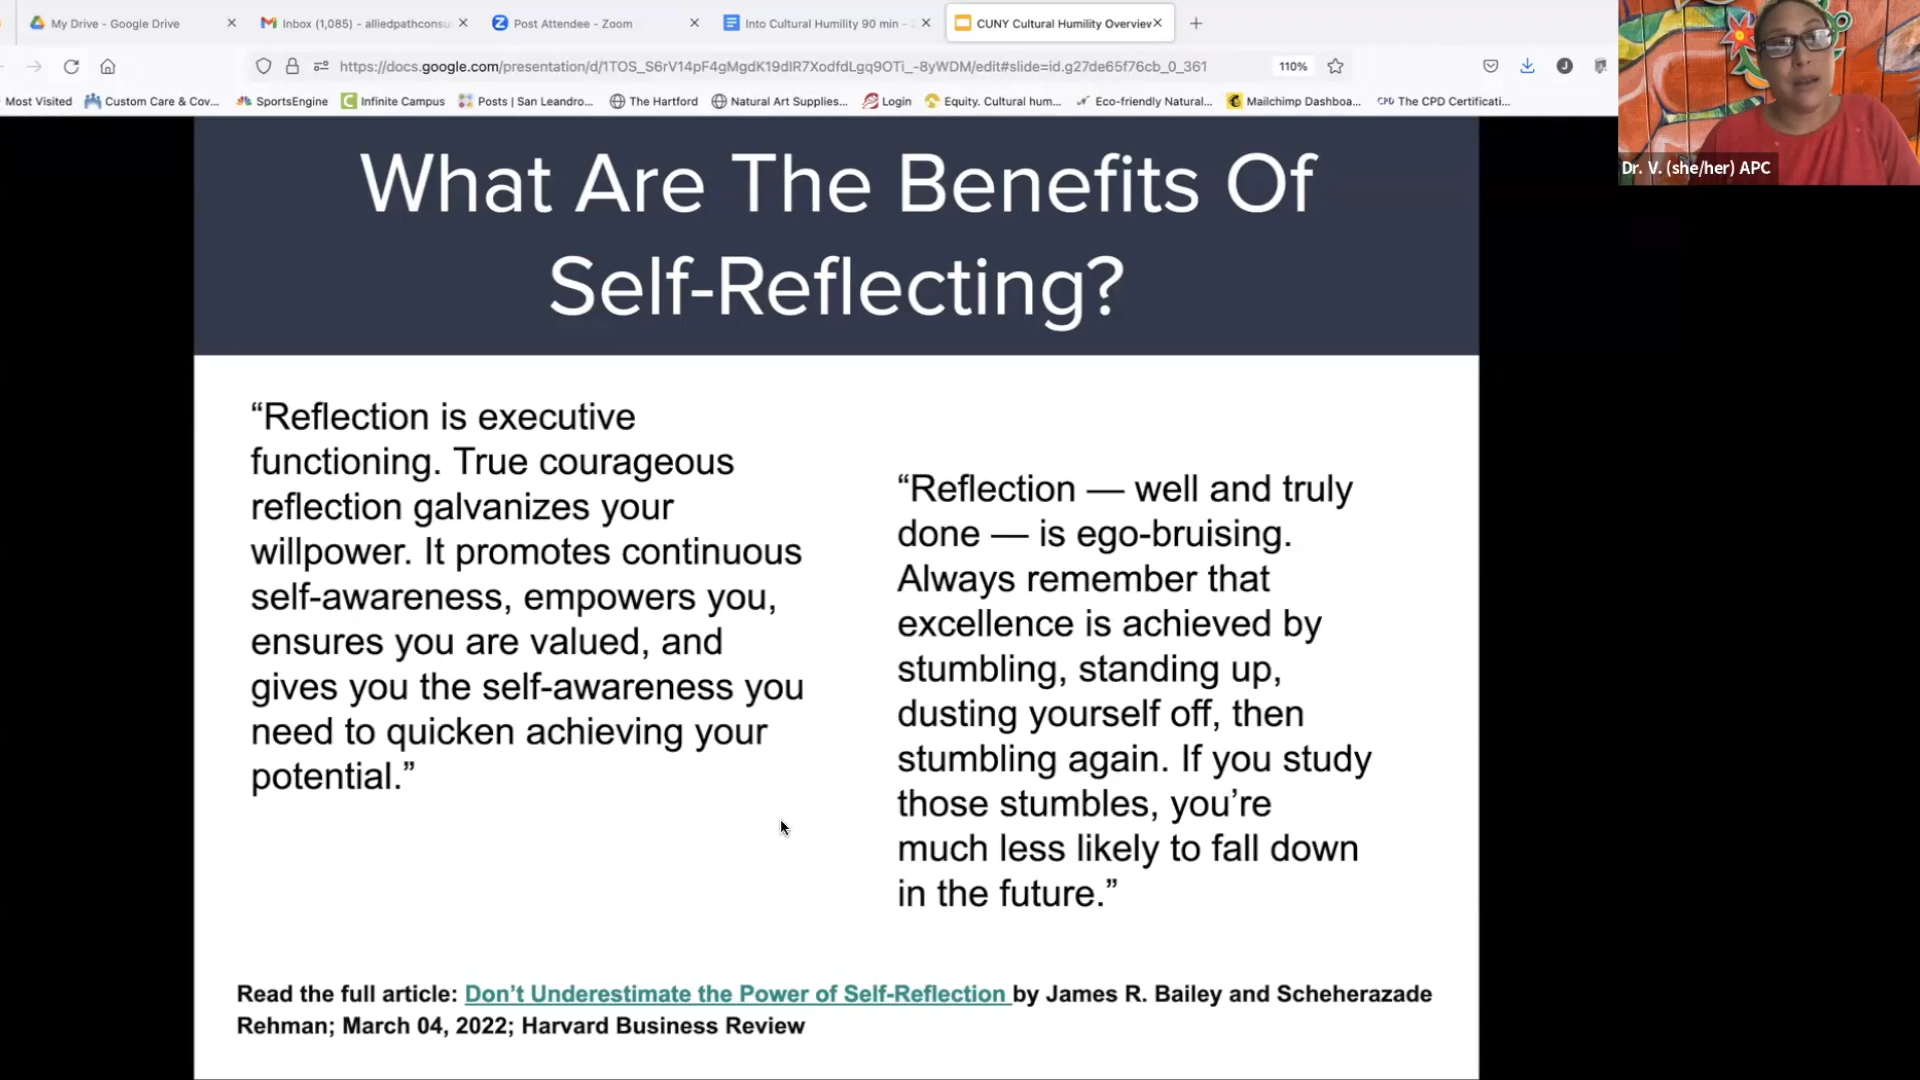 My Drive - Google Drive
Inbox (1,085) - alliedpathconsu
Post Attendee - Zoom
Into Cultural Humility 90 min -
CUNY Cultural Humility Overview
https://docs.google.com/presentation/d/1TOS_S6rV14pF4gMgdK19dIR7XodfdLgq9OTi_-8yWDM/edit#slide=id.g27de65f76cb_0_361
110%
J
Most Visited
Custom Care & Cov...
SportsEngine
Infinite Campus
Posts | San Leandro...
The Hartford
Natural Art Supplies...
Login
Equity. Cultural hum...
Eco-friendly Natural...
Mailchimp Dashboa...
CPD The CPD Certificati...
Dr. V. (she/her) APC
What Are The Benefits Of
Self-Reflecting?
“Reflection is executive
functioning. True courageous
reflection galvanizes your
willpower. It promotes continuous
self-awareness, empowers you,
ensures you are valued, and
gives you the self-awareness you
need to quicken achieving your
potential.”
“Reflection — well and truly
done — is ego-bruising.
Always remember that
excellence is achieved by
stumbling, standing up,
dusting yourself off, then
stumbling again. If you study
those stumbles, you’re
much less likely to fall down
in the future.”
Read the full article: Don’t Underestimate the Power of Self-Reflection by James R. Bailey and Scheherazade
Rehman; March 04, 2022; Harvard Business Review